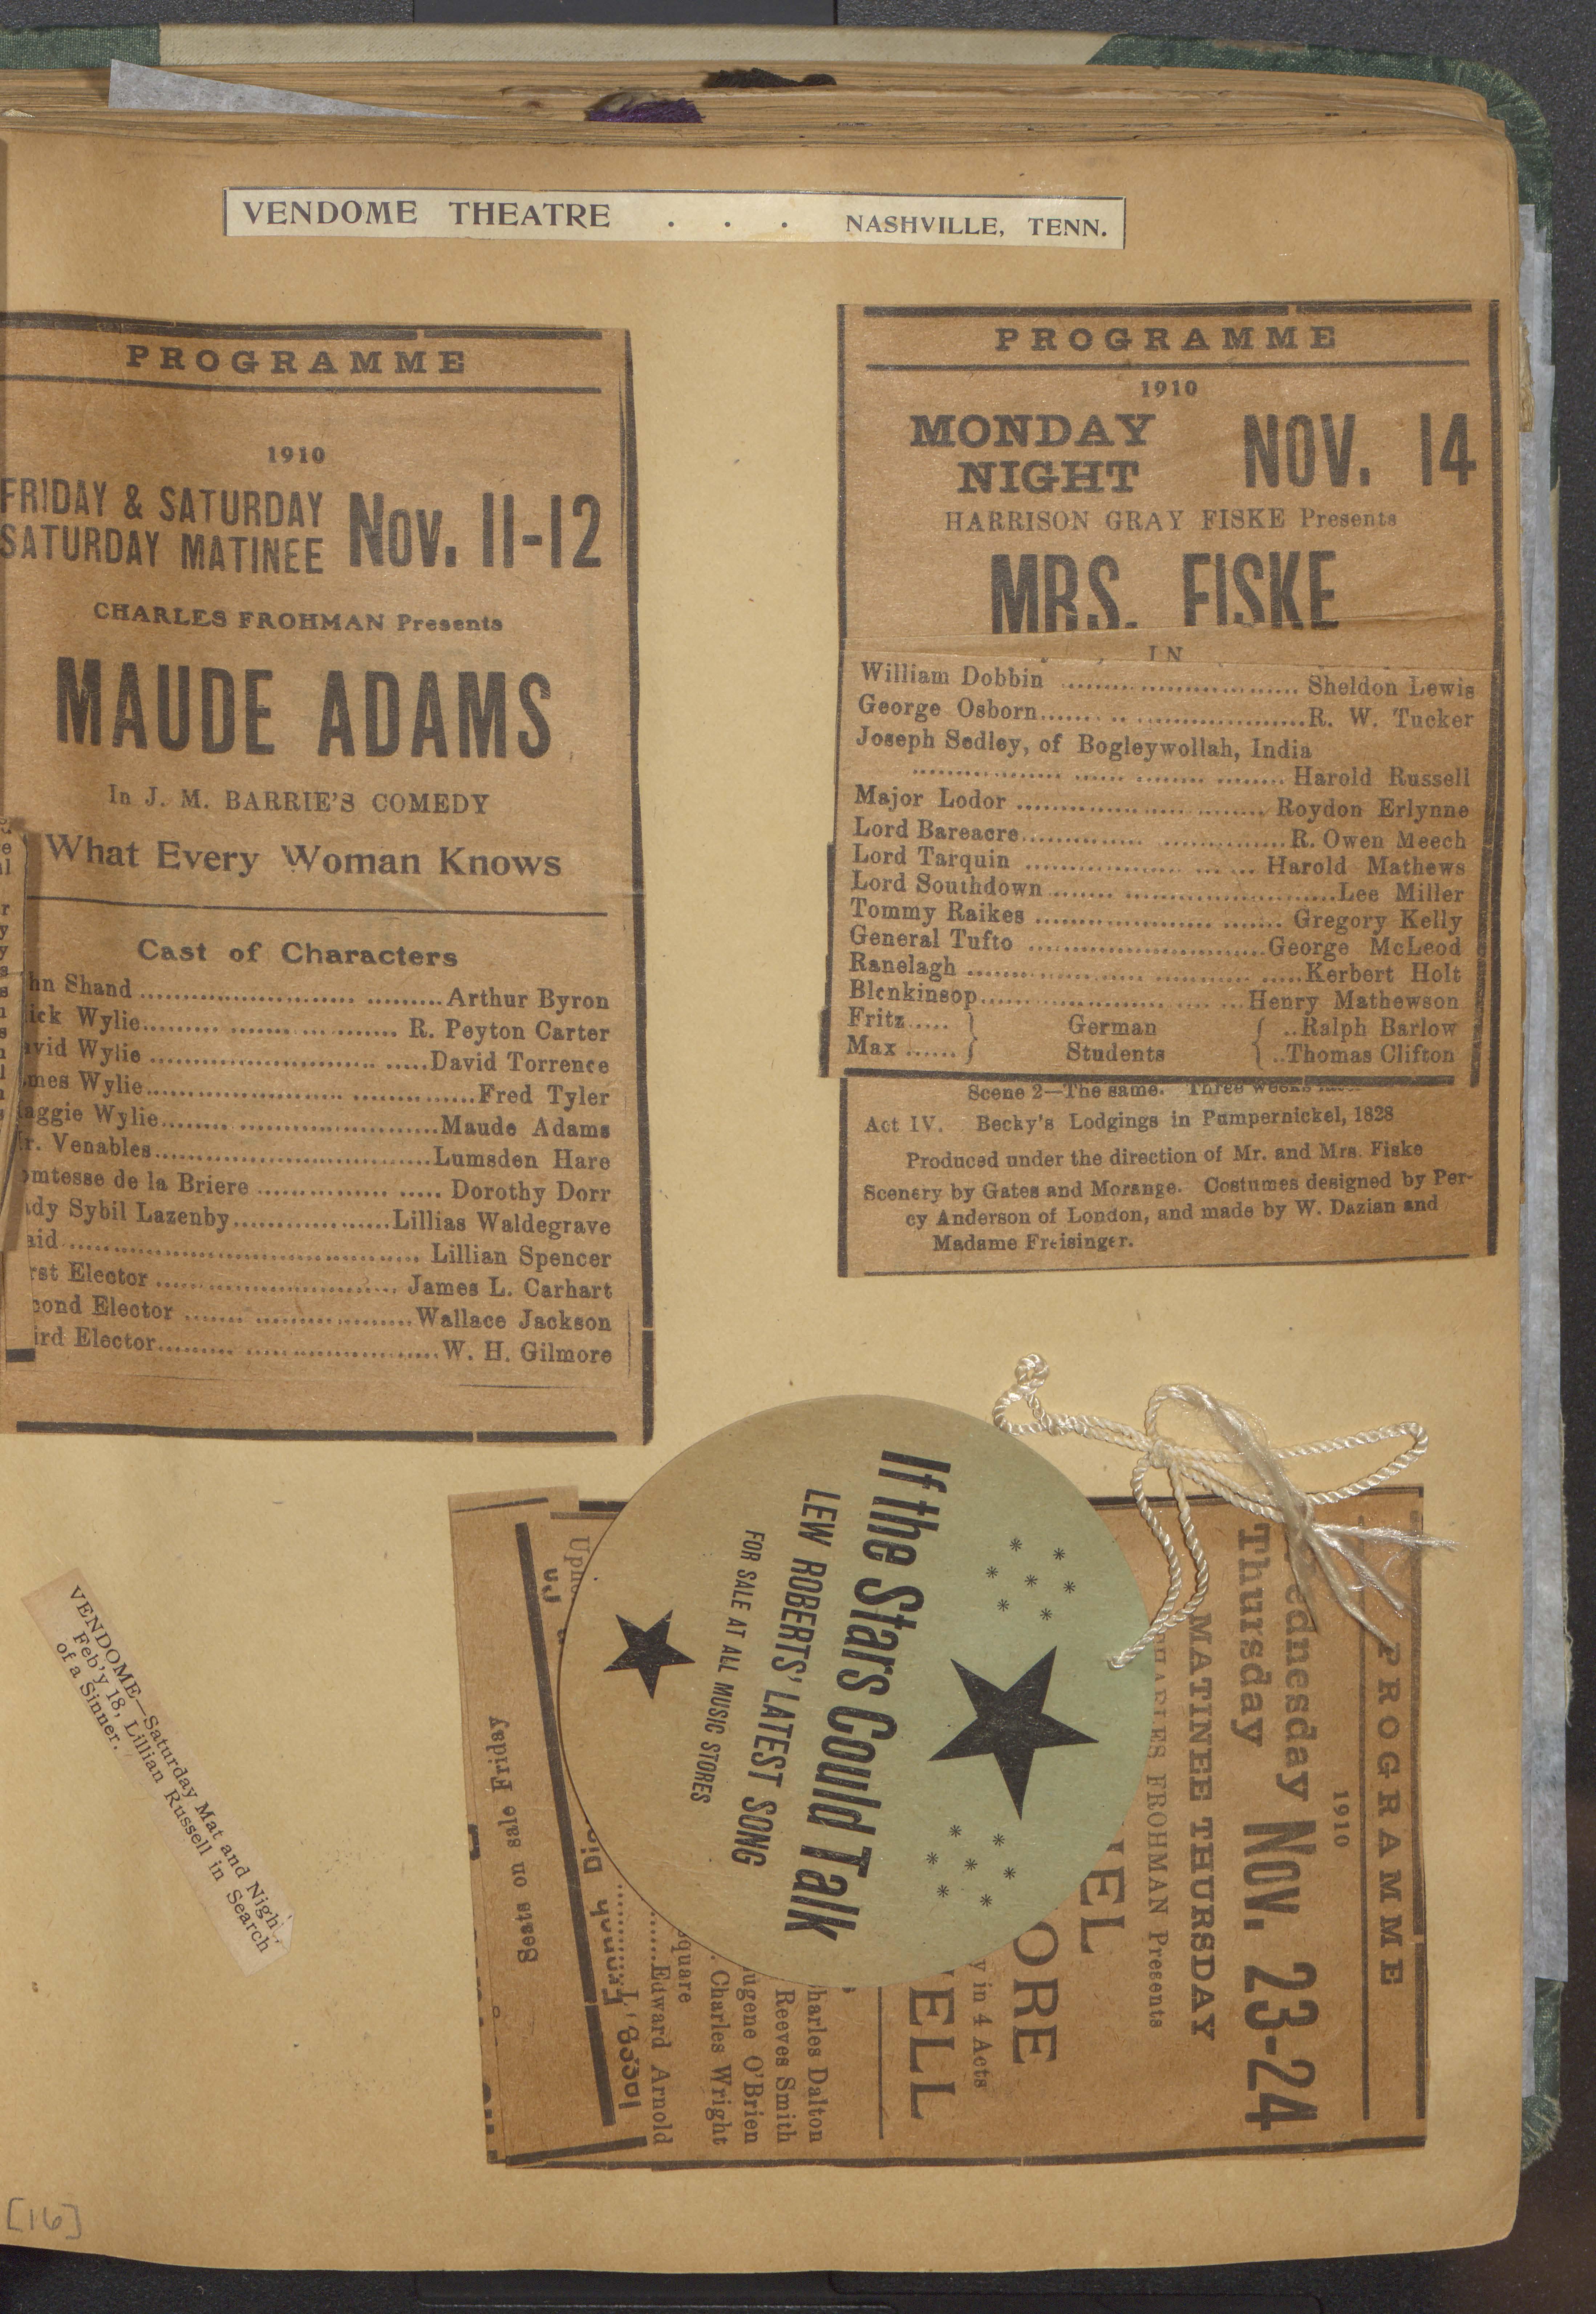 VENDOME THEATRE . . . NASHVILLE, TENN.
PROGRAMME
1910
FRIDAY & SATURDAY
SATURDAY MATINEE
Nov. 11-12
CHARLES FROHMAN Presents
MAUDE ADAMS
In J. M. BARRIE'S COMEDY
What Every Woman Knows
Cast of Characters
hn Shand ........ Arthur Byron
ick Wylie ........ R. Peyton Carter
avid Wylie ........ David Torrence
mes Wylie ........ Fred Tyler
aggie Wylie ........ Maude Adams
r. Venables ........ Lumsden Hare
omtesse de la Briere ........ Dorothy Dorr
ady Sybil Lazenby ........ Lillias Waldegrave
aid ........ Lillian Spencer
rst Elector ........ James L. Carhart
cond Elector ........ Wallace Jackson
ird Elector ........ W. H. Gilmore
PROGRAMME
1910
MONDAY
NIGHT
NOV. 14
HARRISON GRAY FISKE Presents
MRS. FISKE
IN
William Dobbin ........ Sheldon Lewis
George Osborn ........ R. W. Tucker
Joseph Sedley, of Bogleywollah, India
........ Harold Russell
Major Lodor ........ Roydon Erlynne
Lord Bareacre ........ R. Owen Meech
Lord Tarquin ........ Harold Mathews
Lord Southdown ........ Lee Miller
Tommy Raikes ........ Gregory Kelly
General Tufto ........ George McLeod
Ranelagh ........ Kerbert Holt
Blenkinsop ........ Henry Mathewson
Fritz ..... } German { ..Ralph Barlow
Max ...... } Students { ..Thomas Clifton
Scene 2—The same. Three weeks
Act IV. Becky's Lodgings in Pumpernickel, 1828
Produced under the direction of Mr. and Mrs. Fiske
Scenery by Gates and Morange. Costumes designed by Per-
cy Anderson of London, and made by W. Dazian and
Madame Freisinger.
PROGRAMME
1910
ednesday
Thursday
Nov. 23-24
MATINEE THURSDAY
HARLES FROHMAN Presents
EL
ORE
y in 4 Acts
ELL
harles Dalton
Reeves Smith
ugene O'Brien
Charles Wright
quare
Edward Arnold
Seats on sale Friday
If the Stars Could Talk
LEW ROBERTS' LATEST SONG
FOR SALE AT ALL MUSIC STORES
VENDOME—Saturday Mat and Nigh
Feb'y 18, Lillian Russell in Search
of a Sinner.
[16]